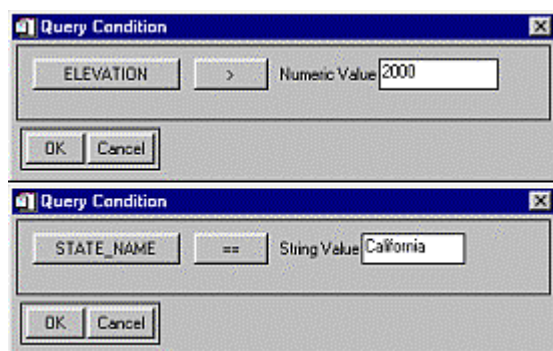 Query Condition
ELEVATION > Numeric Value 2000
OK Cancel
Query Condition
STATE_NAME == String Value California
OK Cancel